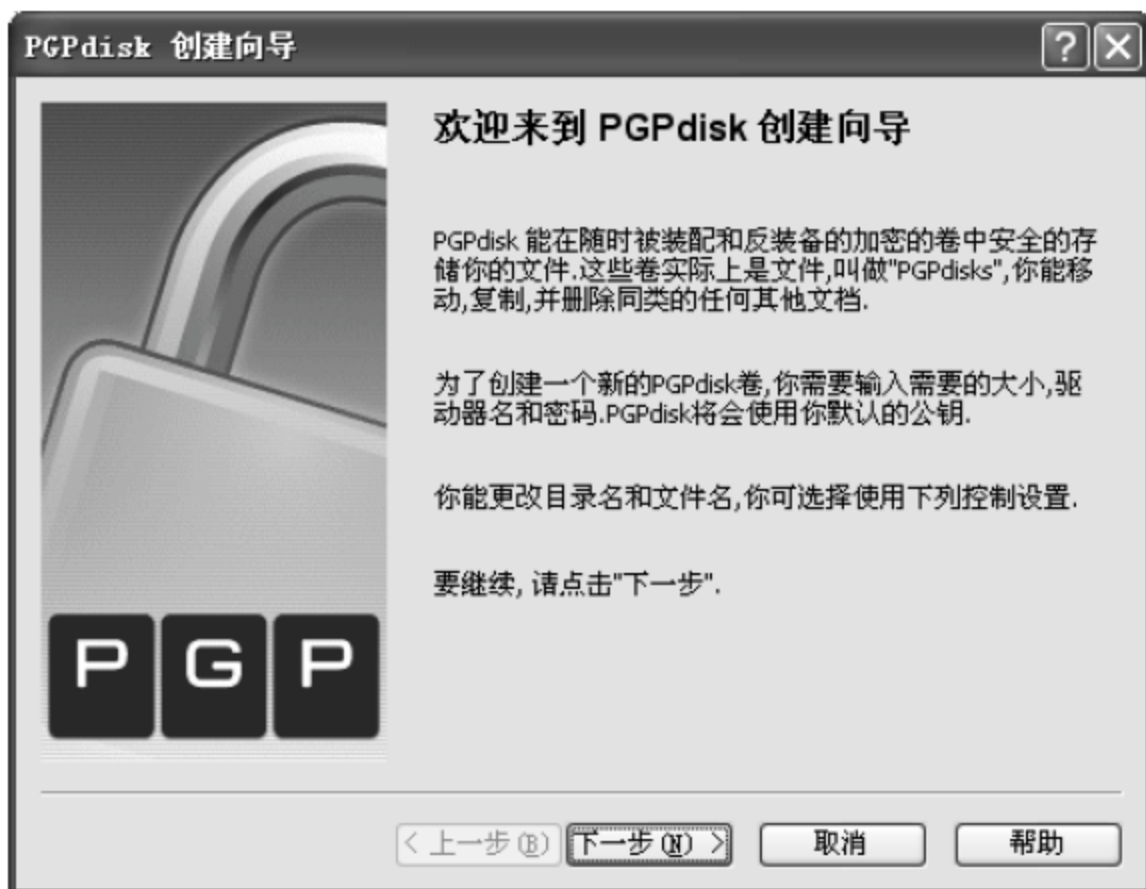 PGPdisk 创建向导
欢迎来到 PGPdisk 创建向导
PGPdisk 能在随时被装配和反装备的加密的卷中安全的存
储你的文件.这些卷实际上是文件,叫做"PGPdisks",你能移
动,复制,并删除同类的任何其他文档.
为了创建一个新的PGPdisk卷,你需要输入需要的大小,驱
动器名和密码.PGPdisk将会使用你默认的公钥.
你能更改目录名和文件名,你可选择使用下列控制设置.
要继续, 请点击"下一步".
P G P
< 上一步(B) 下一步(N) > 取消 帮助